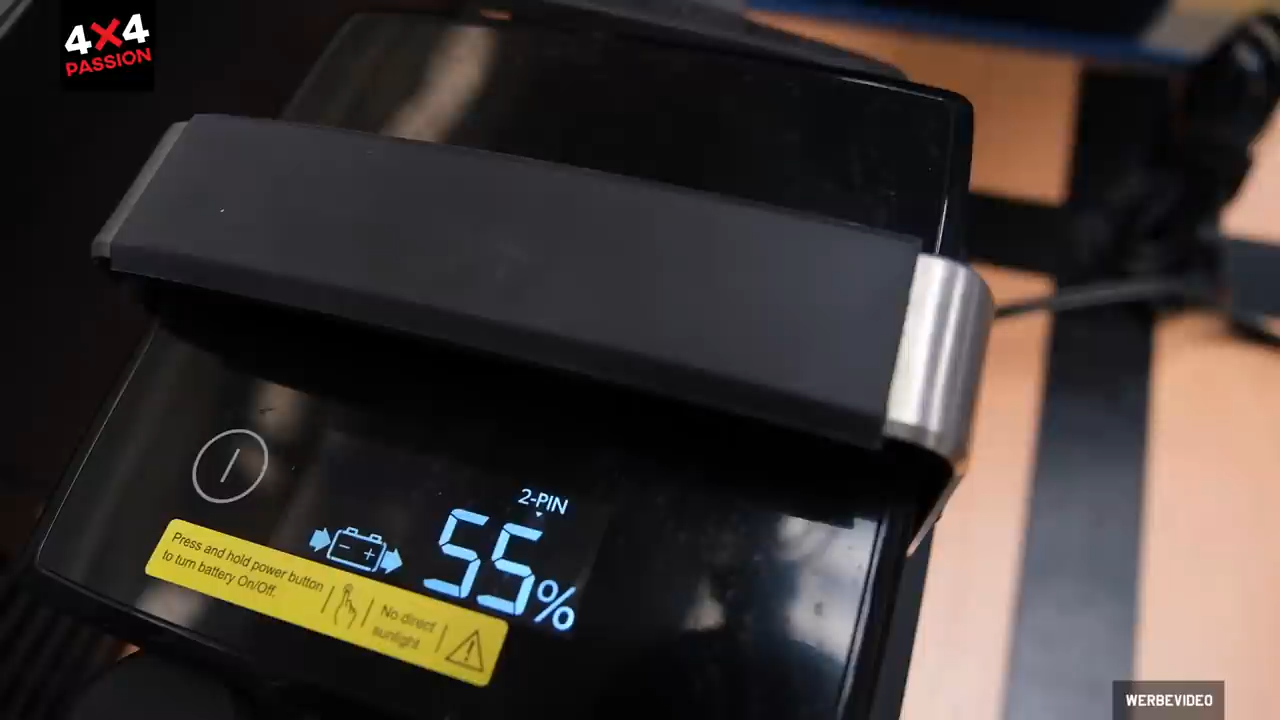 4X4
PASSION
2-PIN
55%
Press and hold power button
to turn battery On/Off.
No direct
sunlight
WERBEVIDEO